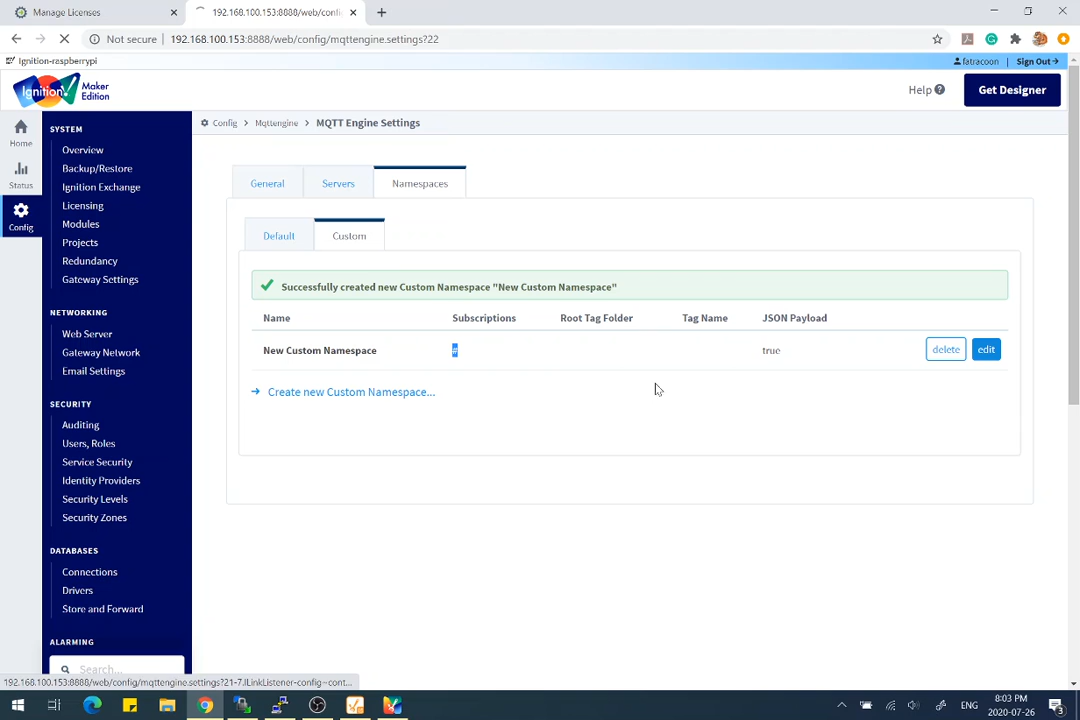 Manage Licenses
192.168.100.153:8888/web/confi
Not secure | 192.168.100.153:8888/web/config/mqttengine.settings?22
Ignition-raspberrypi
fatracoon | Sign Out
Ignition Maker Edition
Help
Get Designer
Home
Status
Config
SYSTEM
Overview
Backup/Restore
Ignition Exchange
Licensing
Modules
Projects
Redundancy
Gateway Settings
NETWORKING
Web Server
Gateway Network
Email Settings
SECURITY
Auditing
Users, Roles
Service Security
Identity Providers
Security Levels
Security Zones
DATABASES
Connections
Drivers
Store and Forward
ALARMING
Search...
Config > Mqttengine > MQTT Engine Settings
General Servers Namespaces
Default Custom
Successfully created new Custom Namespace "New Custom Namespace"
Name Subscriptions Root Tag Folder Tag Name JSON Payload
New Custom Namespace # true delete edit
Create new Custom Namespace...
192.168.100.153:8888/web/config/mqttengine.settings?21-7.ILinkListener-config~cont...
ENG
8:03 PM
2020-07-26
3